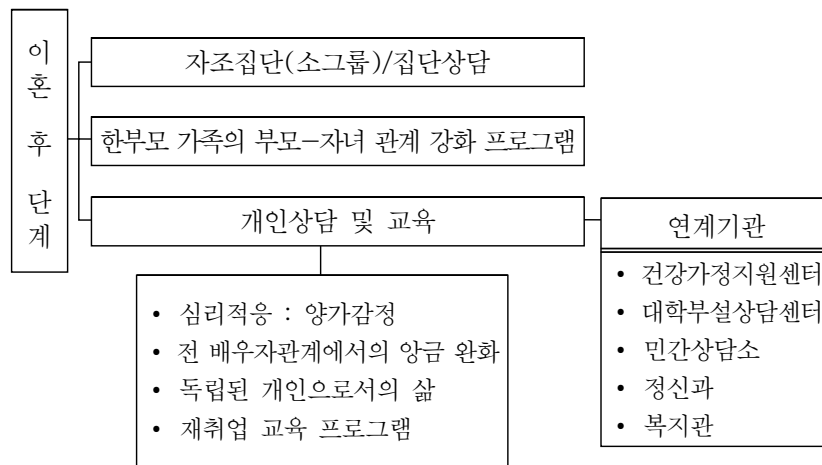 이혼 후 단계
자조집단(소그룹)/집단상담
한부모 가족의 부모-자녀 관계 강화 프로그램
개인상담 및 교육
• 심리적응 : 양가감정
• 전 배우자관계에서의 앙금 완화
• 독립된 개인으로서의 삶
• 재취업 교육 프로그램
연계기관
• 건강가정지원센터
• 대학부설상담센터
• 민간상담소
• 정신과
• 복지관